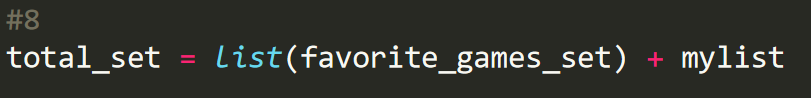 #8
total_set = list(favorite_games_set) + mylist